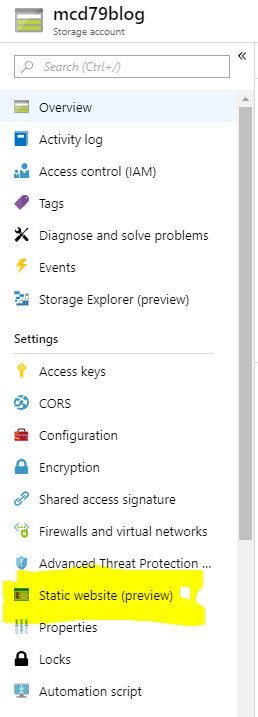 mcd79blog
Storage account
Search (Ctrl+/)
Overview
Activity log
Access control (IAM)
Tags
Diagnose and solve problems
Events
Storage Explorer (preview)
Settings
Access keys
CORS
Configuration
Encryption
Shared access signature
Firewalls and virtual networks
Advanced Threat Protection ...
Static website (preview)
Properties
Locks
Automation script